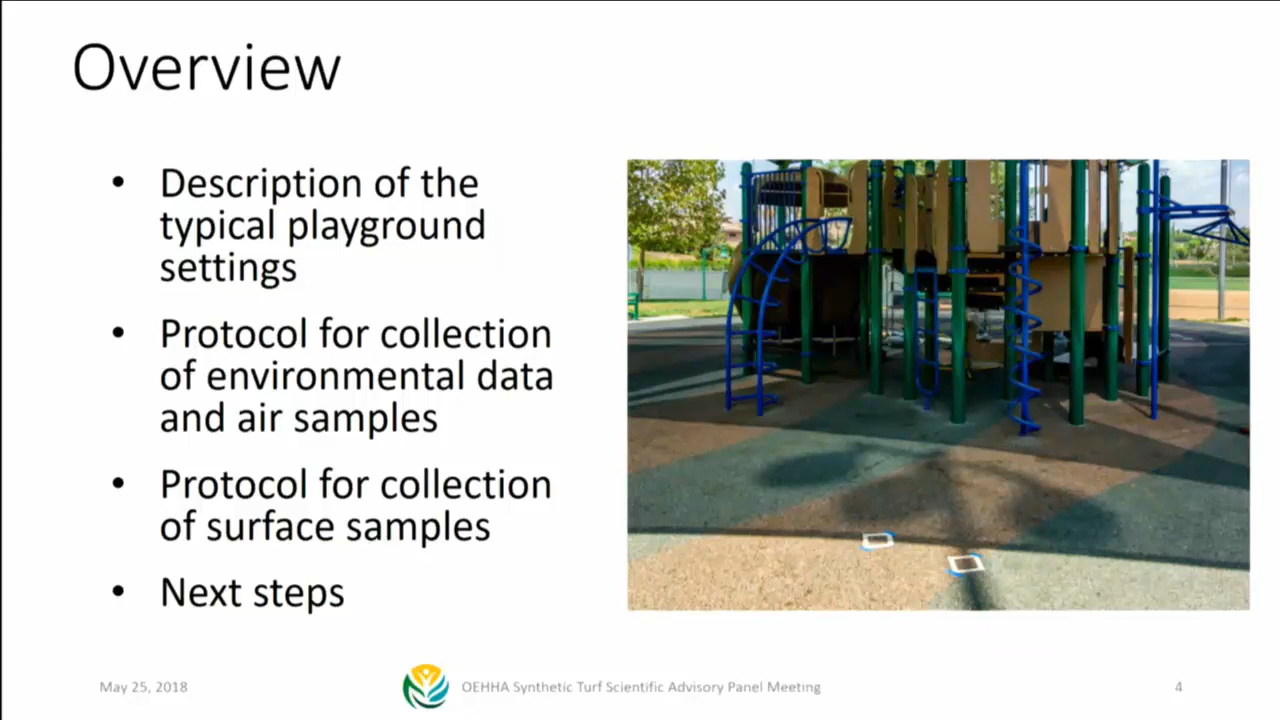 Overview
• Description of the
typical playground
settings
• Protocol for collection
of environmental data
and air samples
• Protocol for collection
of surface samples
• Next steps
May 25, 2018
OEHHA Synthetic Turf Scientific Advisory Panel Meeting
4